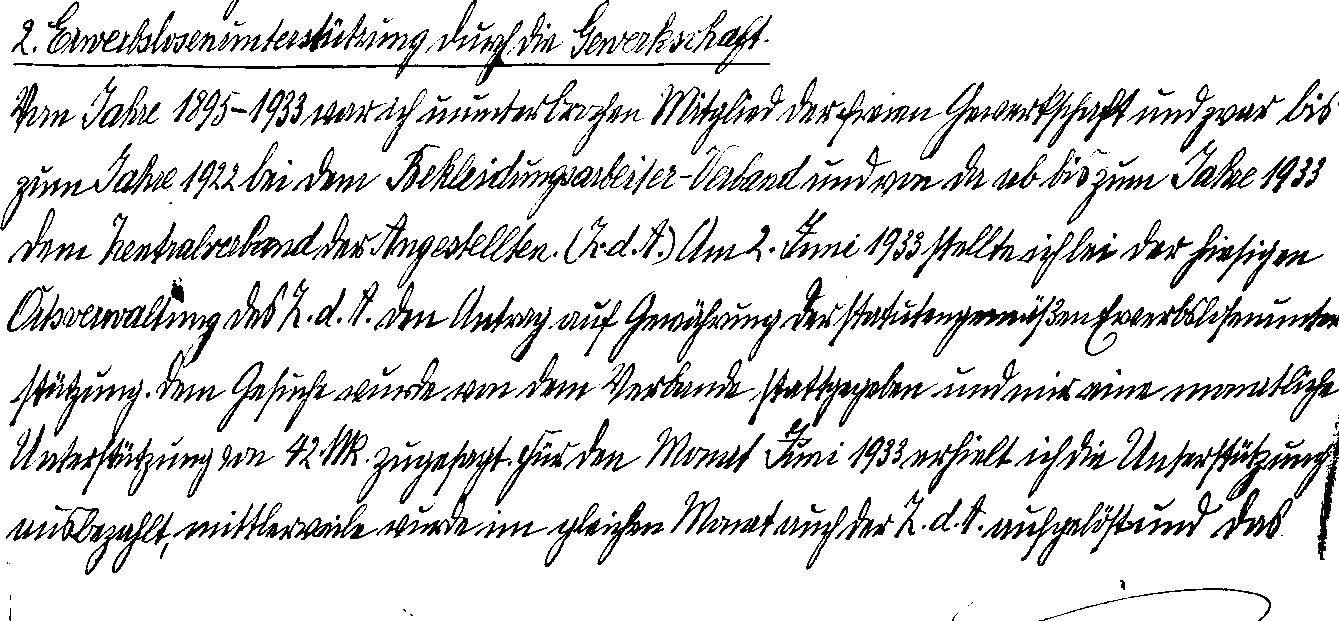 2. Erwerbslosenunterstützung durch die Gewerkschaft.
Vom Jahre 1895-1933 war ich ununterbrochen Mitglied der freien Gewerkschaft und zwar bis
zum Jahre 1922 bei dem Bekleidungsarbeiter-Verband und von da ab bis zum Jahre 1933
dem Zentralverband der Angestellten. (Z.d.A.) Am 2. Juni 1933 stellte ich bei der hiesigen
Ortsverwaltung des Z.d.A. den Antrag auf Gewährung der statutengemäßen Erwerbslosenunter
stützung. Dem Gesuche wurde von dem Verbande stattgegeben und mir eine monatliche
Unterstützung von 42 Mk. zugesagt. Für den Monat Juni 1933 erhielt ich die Unterstützung
ausbezahlt, mittlerweile wurde im gleichen Monat auch der Z.d.A. aufgelöst und das